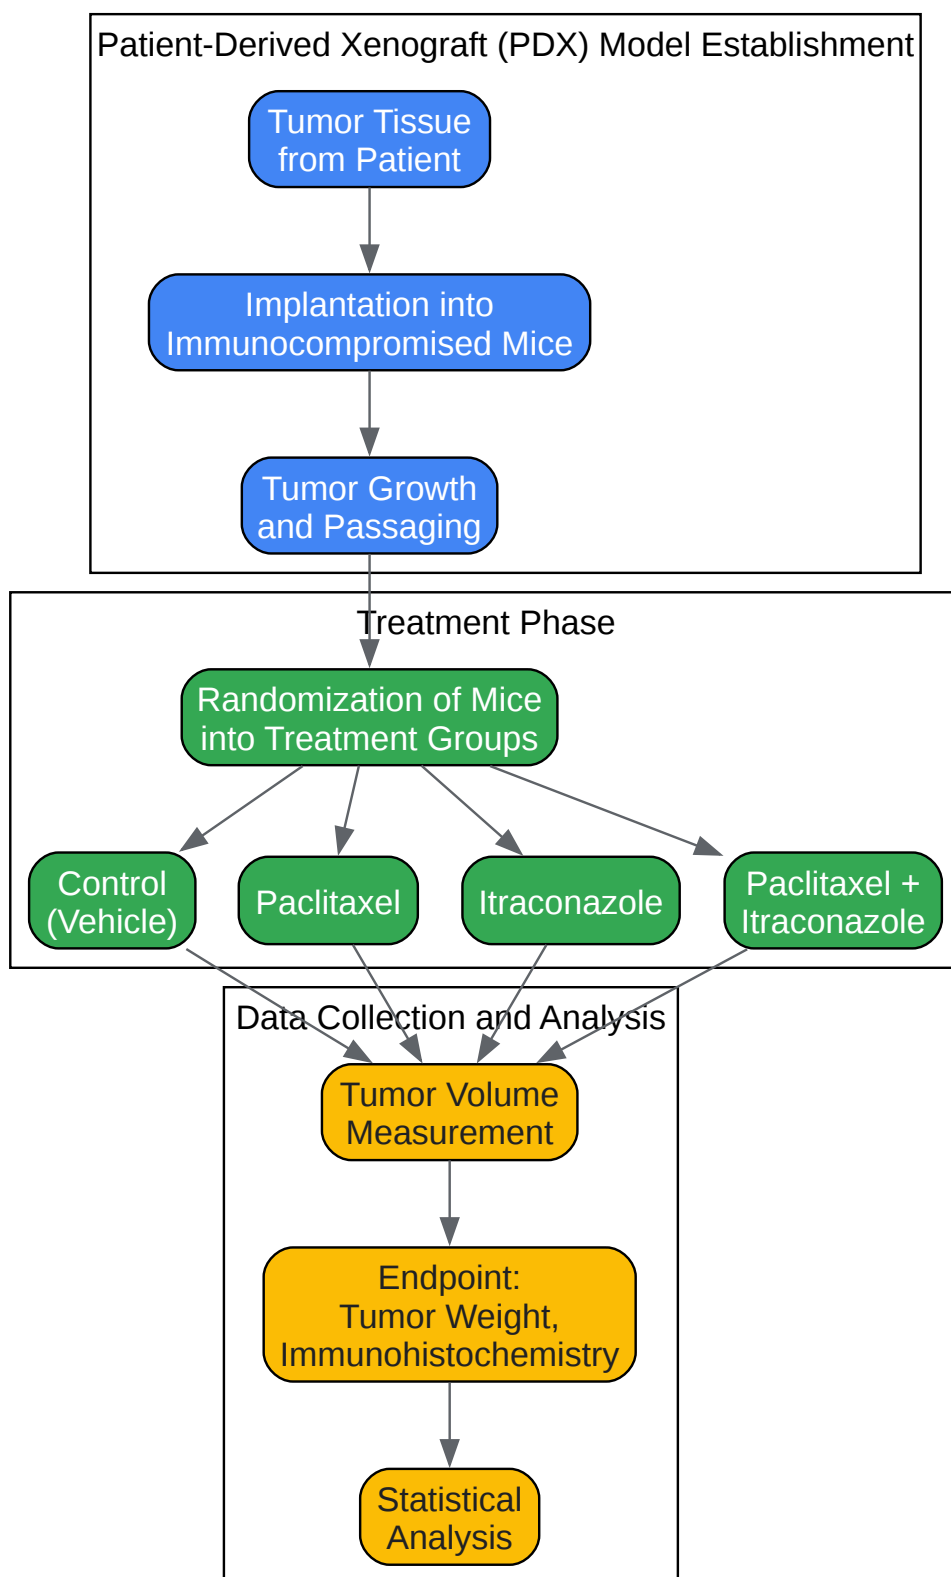 Patient-Derived Xenograft (PDX) Model Establishment
Tumor Tissue
from Patient
Implantation into
Immunocompromised Mice
Tumor Growth
and Passaging
Treatment Phase
Randomization of Mice
into Treatment Groups
Control
(Vehicle)
Paclitaxel
Itraconazole
Paclitaxel +
Itraconazole
Data Collection and Analysis
Tumor Volume
Measurement
Endpoint:
Tumor Weight,
Immunohistochemistry
Statistical
Analysis